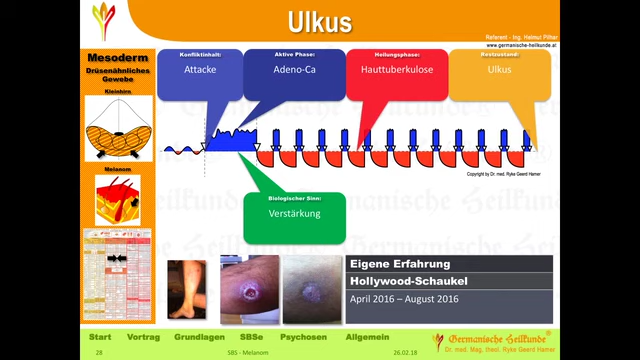 Ulkus
Referent - Ing. Helmut Pilhar
www.germanische-heilkunde.at
Mesoderm
Drüsenähnliches
Gewebe
Kleinhirn
Melanom
Konfliktinhalt:
Attacke
Aktive Phase:
Adeno-Ca
Heilungsphase:
Hauttuberkulose
Restzustand:
Ulkus
Copyright by Dr. med. Ryke Geerd Hamer
Biologischer Sinn:
Verstärkung
Eigene Erfahrung
Hollywood-Schaukel
April 2016 – August 2016
Start Vortrag Grundlagen SBSe Psychosen Allgemein
Germanische Heilkunde®
Dr. med. Mag. theol. Ryke Geerd Hamer
28 SBS - Melanom 26.02.18